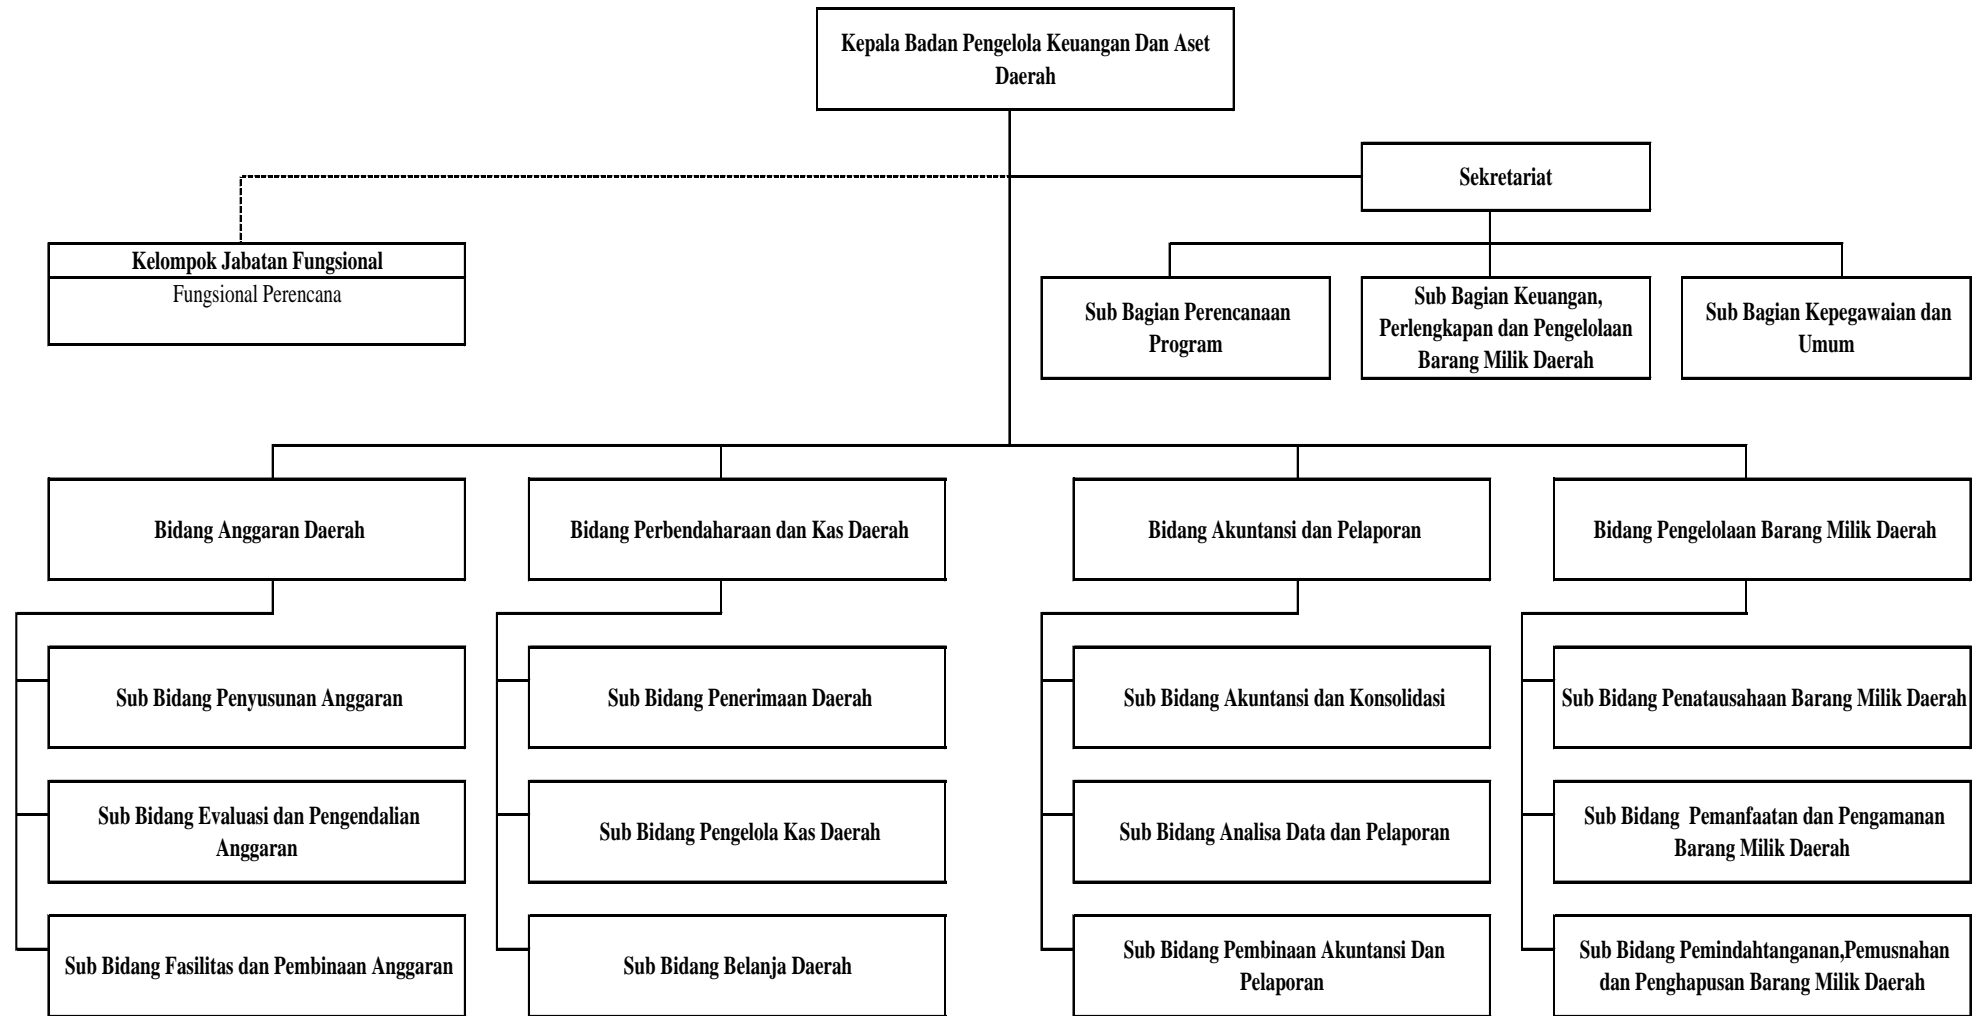 Kepala Badan Pengelola Keuangan Dan Aset
Daerah
Sekretariat
Kelompok Jabatan Fungsional
Fungsional Perencana
Sub Bagian Perencanaan
Program
Sub Bagian Keuangan,
Perlengkapan dan Pengelolaan
Barang Milik Daerah
Sub Bagian Kepegawaian dan
Umum
Bidang Anggaran Daerah
Bidang Perbendaharaan dan Kas Daerah
Bidang Akuntansi dan Pelaporan
Bidang Pengelolaan Barang Milik Daerah
Sub Bidang Penyusunan Anggaran
Sub Bidang Penerimaan Daerah
Sub Bidang Akuntansi dan Konsolidasi
Sub Bidang Penatausahaan Barang Milik Daerah
Sub Bidang Evaluasi dan Pengendalian
Anggaran
Sub Bidang Pengelola Kas Daerah
Sub Bidang Analisa Data dan Pelaporan
Sub Bidang  Pemanfaatan dan Pengamanan
Barang Milik Daerah
Sub Bidang Fasilitas dan Pembinaan Anggaran
Sub Bidang Belanja Daerah
Sub Bidang Pembinaan Akuntansi Dan
Pelaporan
Sub Bidang Pemindahtanganan,Pemusnahan
dan Penghapusan Barang Milik Daerah